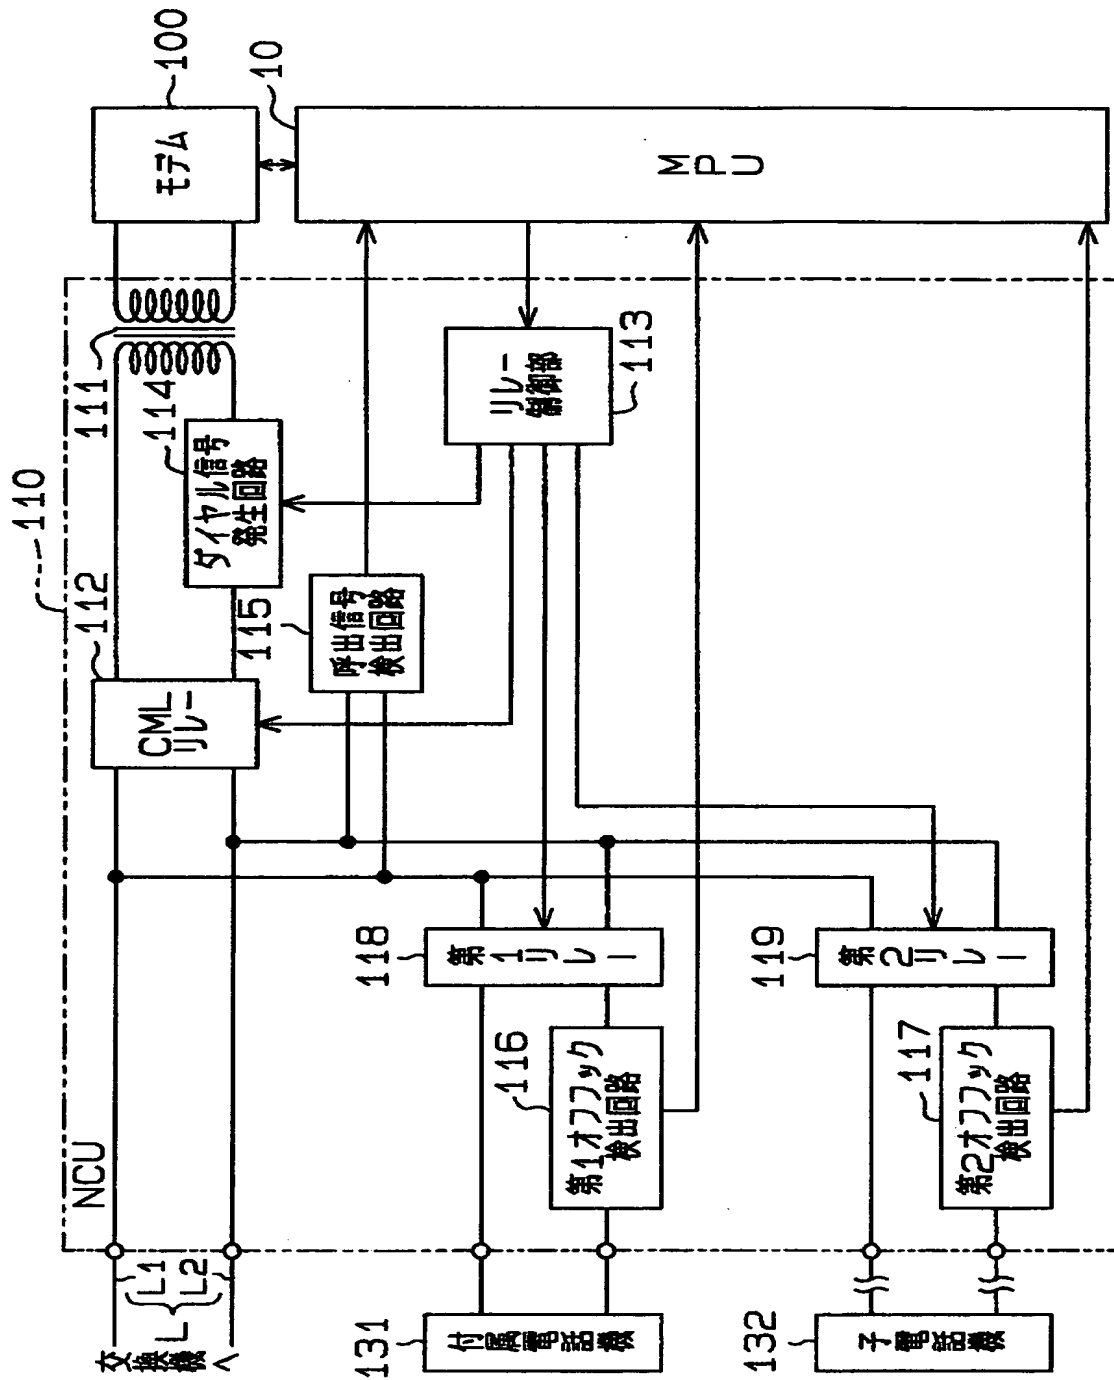 110
NCU
交換機へ
L
L1
L2
112
CML
リレー
111
114
ダイヤル信号
発生回路
100
モデム
10
MPU
115
呼出信号
検出回路
リレー
制御部
113
118
第1リレー
116
第1オフフック
検出回路
131
付属電話機
119
第2リレー
117
第2オフフック
検出回路
132
子電話機